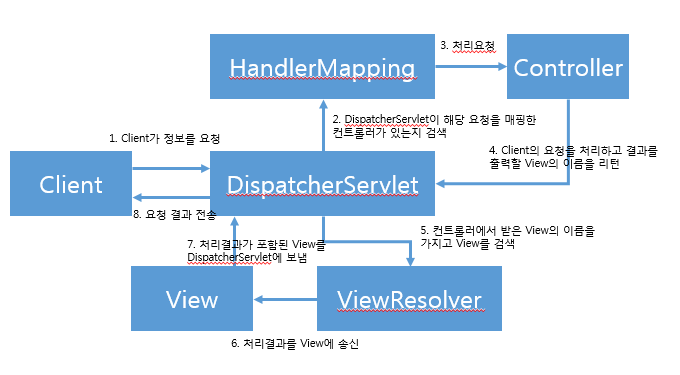 3. 처리요청
HandlerMapping
Controller
2. DispatcherServlet이 해당 요청을 매핑한
컨트롤러가 있는지 검색
1. Client가 정보를 요청
4. Client의 요청을 처리하고 결과를
출력할 View의 이름을 리턴
Client
DispatcherServlet
8. 요청 결과 전송
5. 컨트롤러에서 받은 View의 이름을
가지고 View를 검색
7. 처리결과가 포함된 View를
DispatcherServlet에 보냄
View
ViewResolver
6. 처리결과를 View에 송신